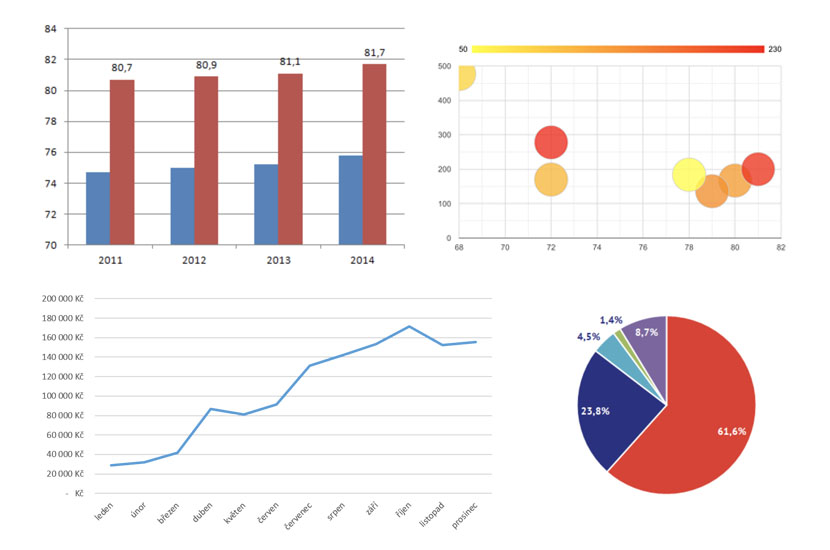 84
82
80
78
76
74
72
70
80,7
80,9
81,1
81,7
2011 2012 2013 2014
50 230
500
400
300
200
100
0
68 70 72 74 76 78 80 82
200 000 Kč
180 000 Kč
160 000 Kč
140 000 Kč
120 000 Kč
100 000 Kč
80 000 Kč
60 000 Kč
40 000 Kč
20 000 Kč
- Kč
leden
únor
březen
duben
květen
červen
červenec
srpen
září
říjen
listopad
prosinec
1,4%
4,5%
8,7%
23,8%
61,6%